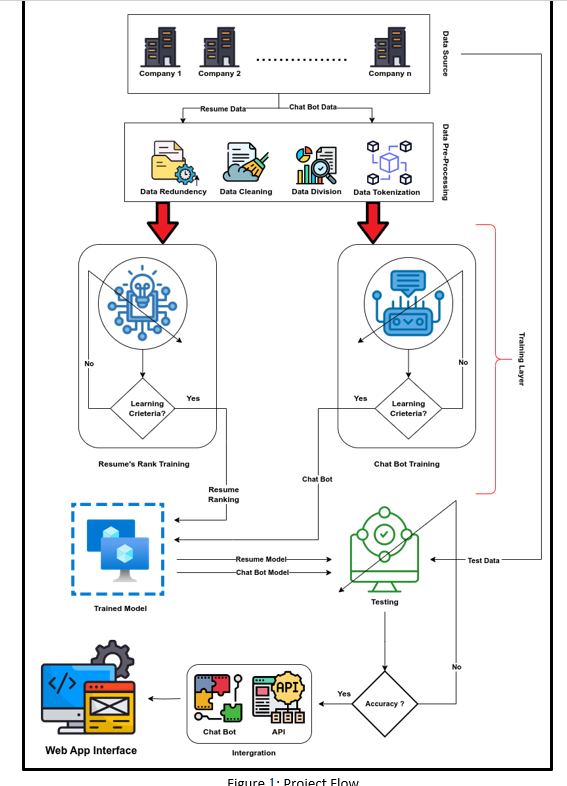 Company 1
Company 2
Company n
Data Source
Resume Data
Chat Bot Data
Data Redundency
Data Cleaning
Data Division
Data Tokenization
Data Pre-Processing
No
Learning
Crieteria?
Yes
Resume's Rank Training
Yes
Learning
Crieteria?
No
Chat Bot Training
Training Layer
Resume
Ranking
Chat Bot
Trained Model
Resume Model
Chat Bot Model
Testing
Test Data
No
Accuracy ?
Yes
</>
Web App Interface
Chat Bot
API
API
Intergration
Figure 1: Project Flow